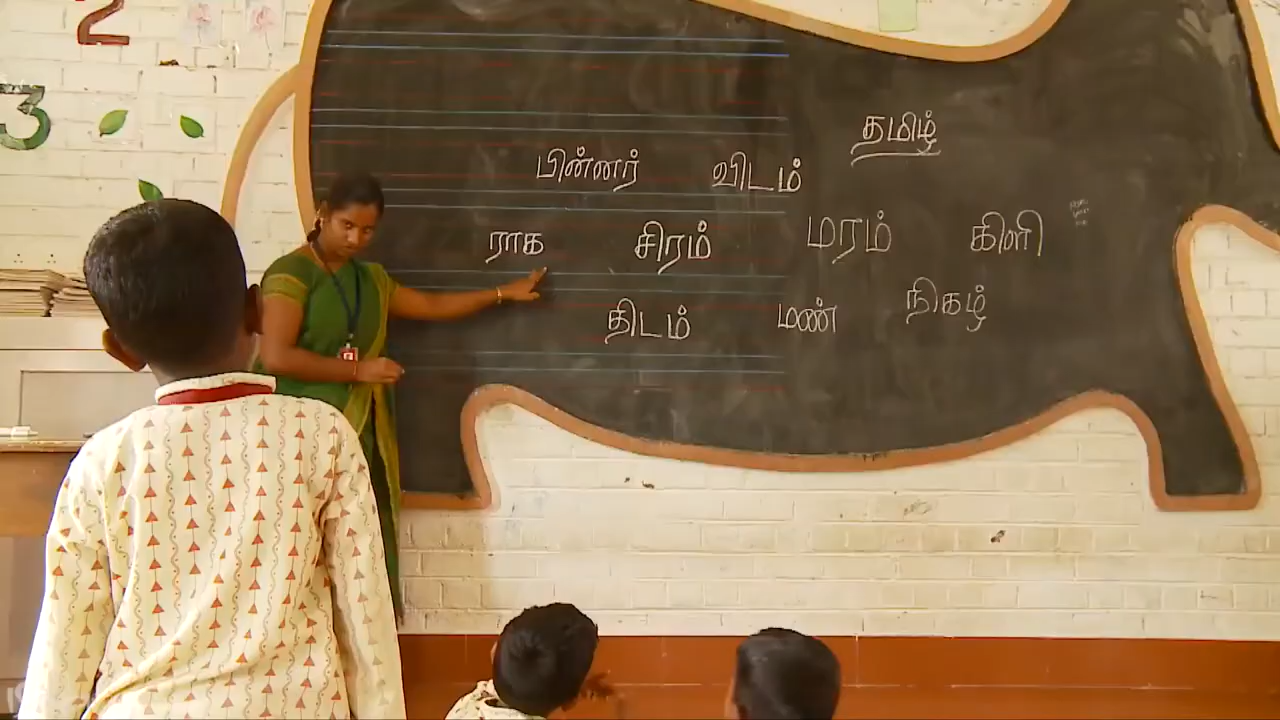 2
3
தமிழ்
பின்னர் விடம்
ராக சிரம் மரம் கிளி
திடம் மண் நிகழ்